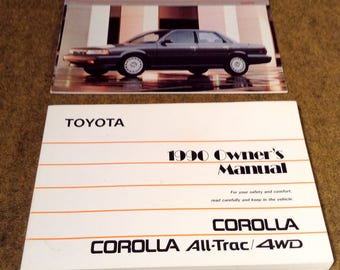 TOYOTA
1990 Owner's
Manual
For your safety and comfort,
read carefully and keep in the vehicle.
COROLLA
COROLLA All-Trac/4WD